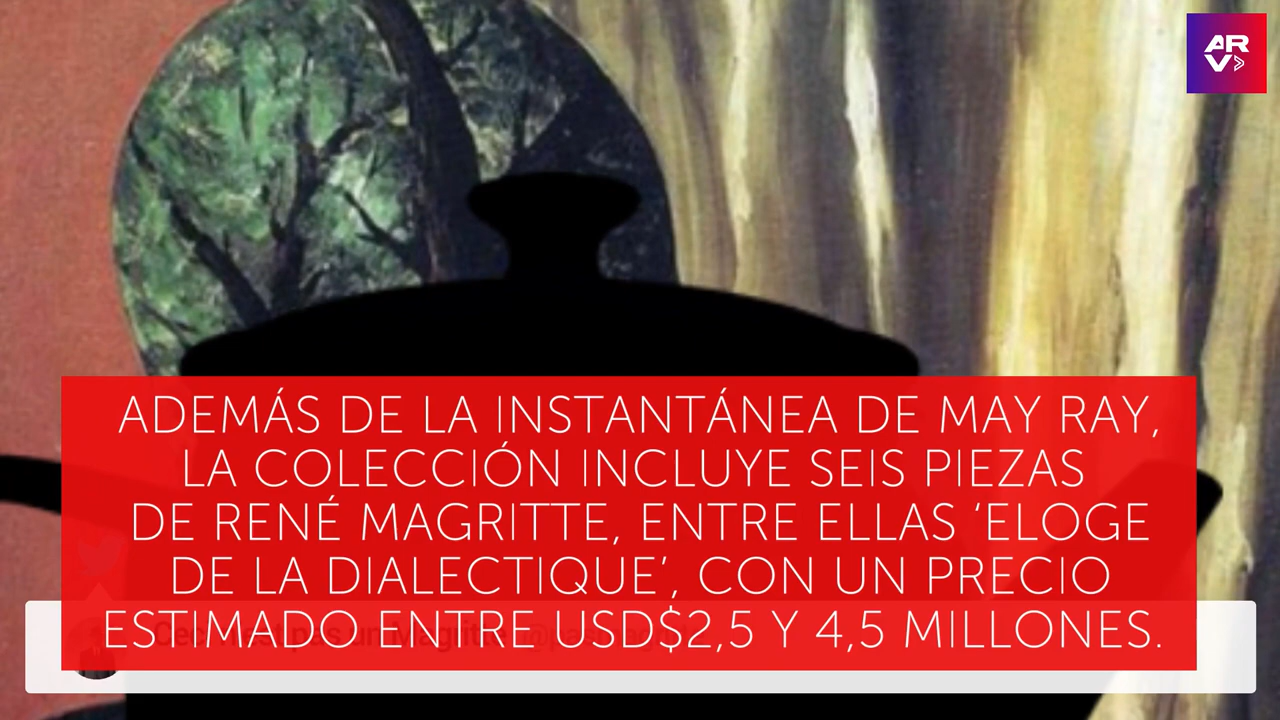 ARV
ADEMÁS DE LA INSTANTÁNEA DE MAY RAY,
LA COLECCIÓN INCLUYE SEIS PIEZAS
DE RENÉ MAGRITTE, ENTRE ELLAS ‘ELOGE
DE LA DIALECTIQUE’, CON UN PRECIO
ESTIMADO ENTRE USD$2,5 Y 4,5 MILLONES.